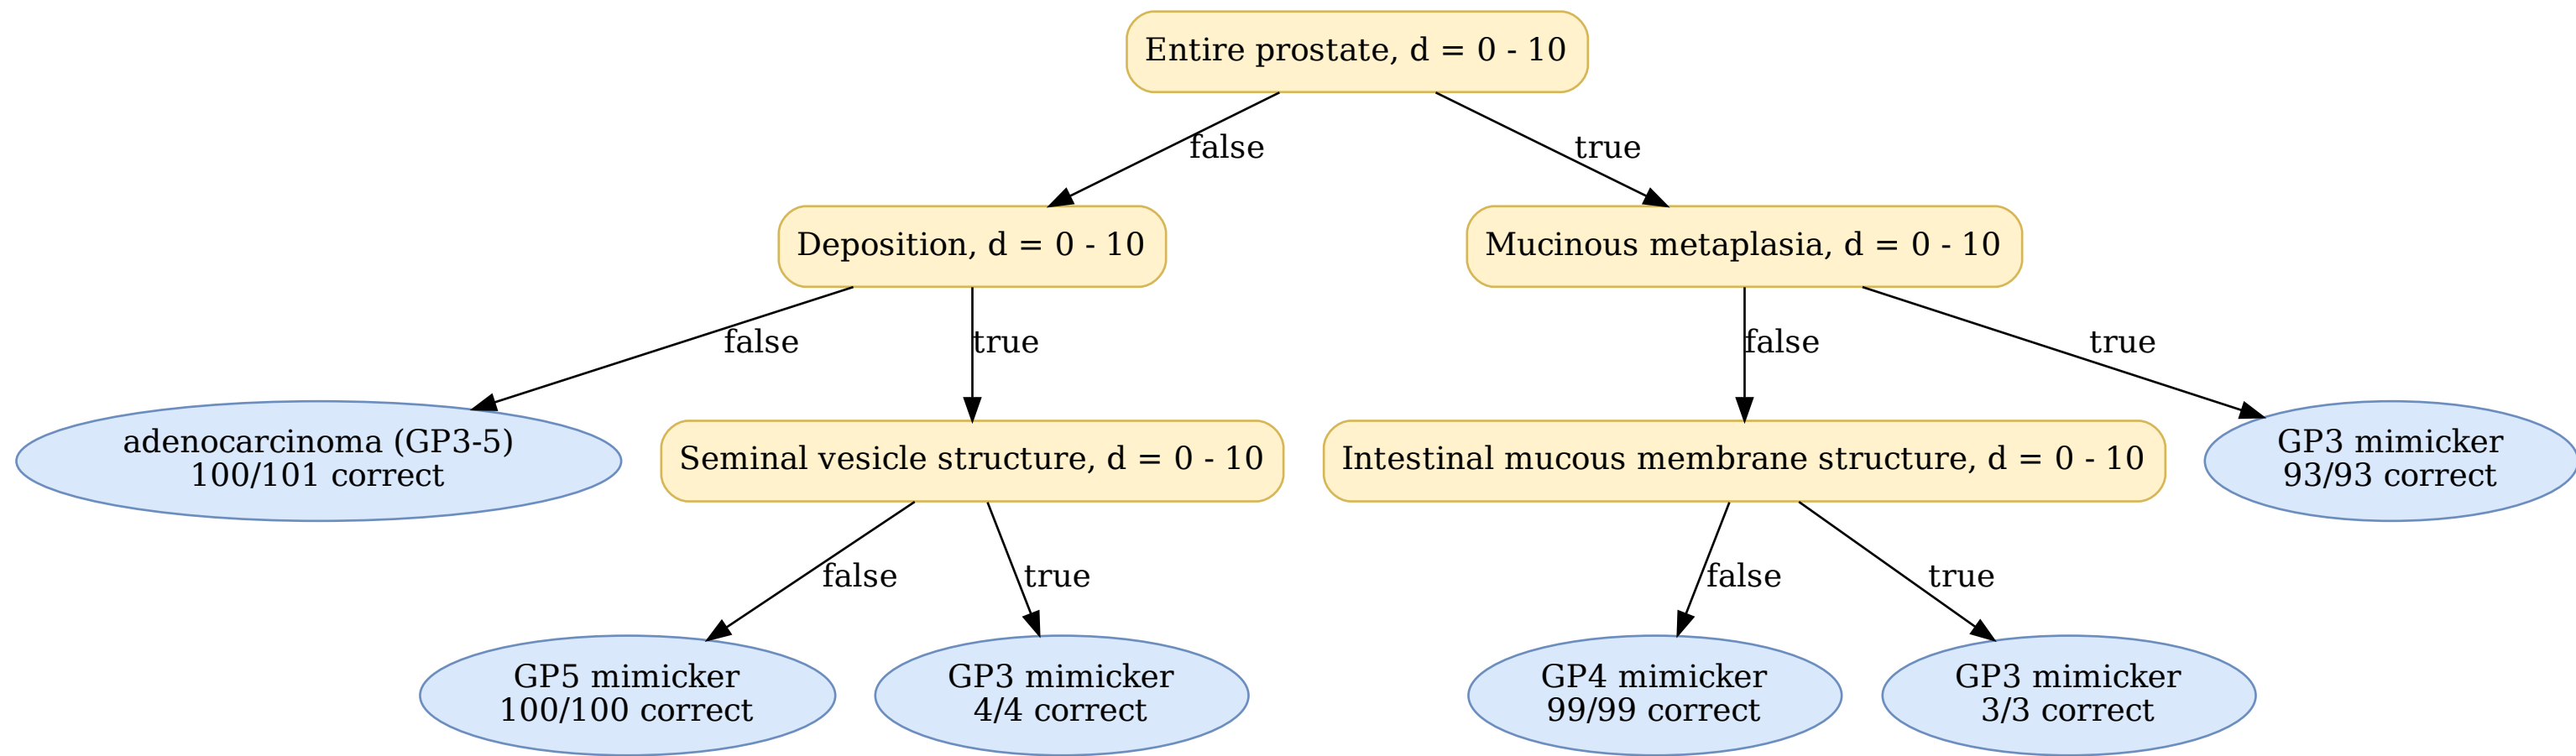 Entire prostate, d = 0 - 10
false
true
Deposition, d = 0 - 10
Mucinous metaplasia, d = 0 - 10
false
true
false
true
adenocarcinoma (GP3-5)
100/101 correct
Seminal vesicle structure, d = 0 - 10
Intestinal mucous membrane structure, d = 0 - 10
GP3 mimicker
93/93 correct
false
true
false
true
GP5 mimicker
100/100 correct
GP3 mimicker
4/4 correct
GP4 mimicker
99/99 correct
GP3 mimicker
3/3 correct